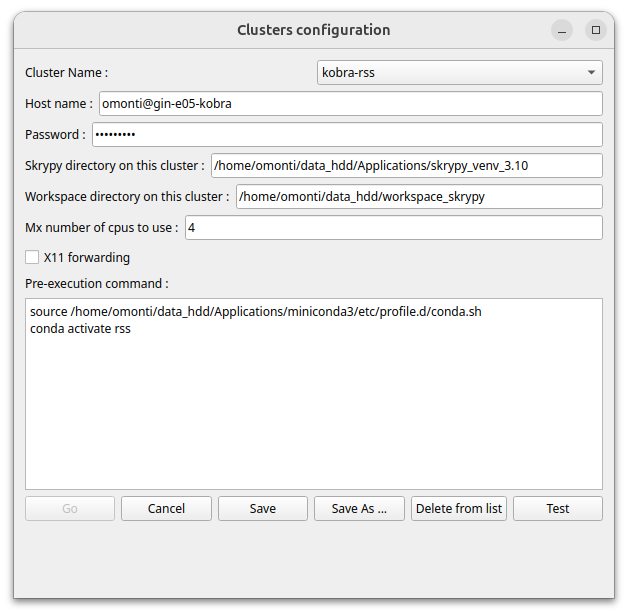 Clusters configuration
Cluster Name :
kobra-rss
Host name :
omonti@gin-e05-kobra
Password :
•••••••••
Skrypy directory on this cluster :
/home/omonti/data_hdd/Applications/skrypy_venv_3.10
Workspace directory on this cluster :
/home/omonti/data_hdd/workspace_skrypy
Mx number of cpus to use :
4
X11 forwarding
Pre-execution command :
source /home/omonti/data_hdd/Applications/miniconda3/etc/profile.d/conda.sh
conda activate rss
Go
Cancel
Save
Save As ...
Delete from list
Test